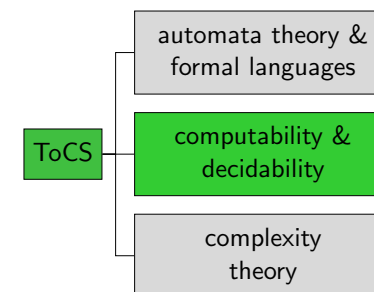 automata theory &
formal languages
ToCS
computability &
decidability
complexity
theory